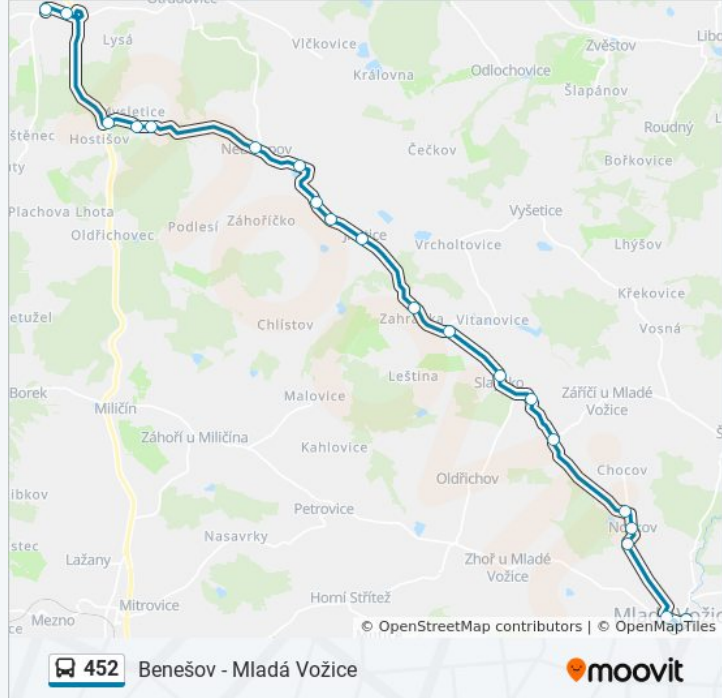 Lysá
Vlčkovice
Zvěstov
Královna
Odlochovice
Šlapánov
Mysletice
Hostišov
Roudný
Čečkov
Bořkovice
Plachova Lhota
Podlesí
Záhoříčko
Vyšetice
Oldřichovec
Vrcholtovice
Lhýšov
Křekovice
Chlístov
Vitanovice
Vosná
Leština
Borek
Miličín
Malovice
Záříčí u Mladé
Vožice
Záhoří u Miličína
Kahlovice
Chocov
Oldřichov
Petrovice
Nasavrky
Zhoř u Mladé
Vožice
Lažany
Horní Střítež
Mitrovice
Mezno
© OpenStreetMap contributors | © OpenMapTiles
452 Benešov - Mladá Vožice
moovit